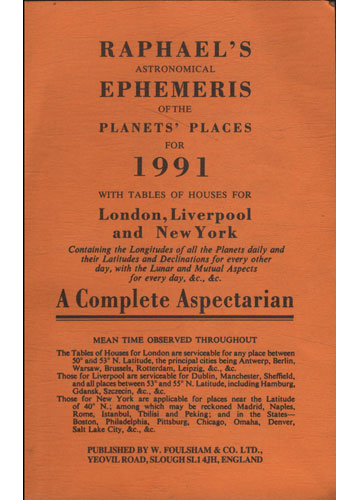 RAPHAEL'S
ASTRONOMICAL
EPHEMERIS
OF THE
PLANETS' PLACES
FOR
1991
WITH TABLES OF HOUSES FOR
London, Liverpool
and New York
Containing the Longitudes of all the Planets daily and
their Latitudes and Declinations for every other
day, with the Lunar and Mutual Aspects
for every day, &c., &c.
A Complete Aspectarian
MEAN TIME OBSERVED THROUGHOUT
The Tables of Houses for London are serviceable for any place between
50° and 53° N. Latitude, the principal cities being Antwerp, Berlin,
Warsaw, Brussels, Rotterdam, Leipzig, &c., &c.
Those for Liverpool are serviceable for Dublin, Manchester, Sheffield,
and all places between 53° and 55° N. Latitude, including Hamburg,
Gdansk, Szczecin, &c., &c.
Those for New York are applicable for places near the Latitude
of 40° N.; among which may be reckoned Madrid, Naples,
Rome, Istanbul, Tbilisi and Peking; and in the States—
Boston, Philadelphia, Pittsburg, Chicago, Omaha, Denver,
Salt Lake City, &c., &c.
PUBLISHED BY W. FOULSHAM & CO. LTD.,
YEOVIL ROAD, SLOUGH SL1 4JH, ENGLAND